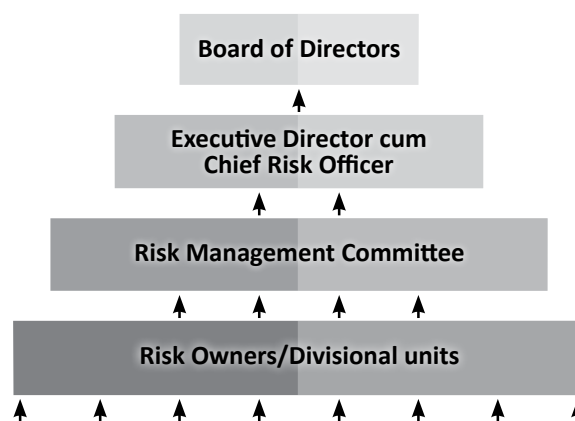 Board of Directors
Executive Director cum
Chief Risk Officer
Risk Management Committee
Risk Owners/Divisional units